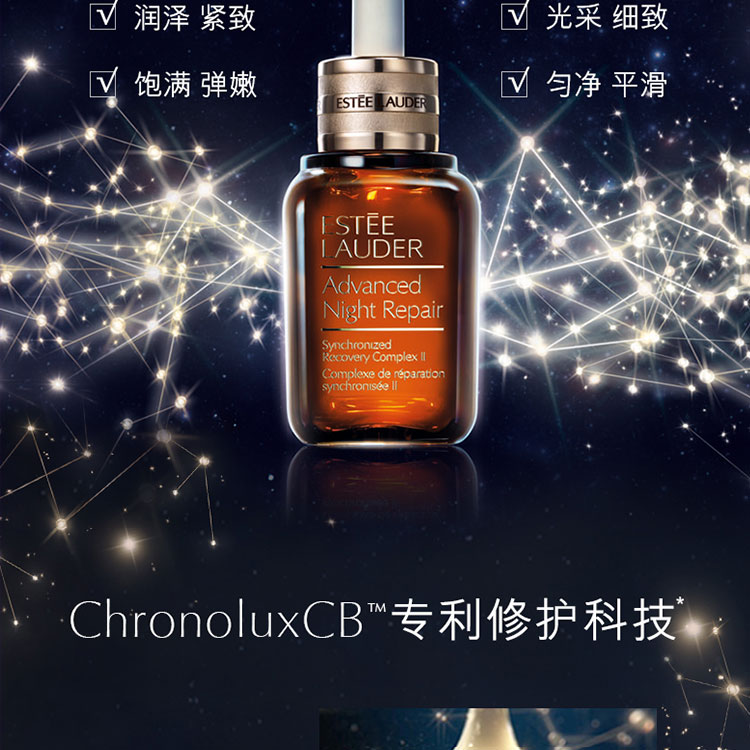 润泽 紧致
光采 细致
饱满 弹嫩
匀净 平滑
ESTĒE LAUDER
ESTĒE
LAUDER
Advanced
Night Repair
Synchronized
Recovery Complex II
Complexe de réparation
synchronisée II
ChronoluxCB™专利修护科技*